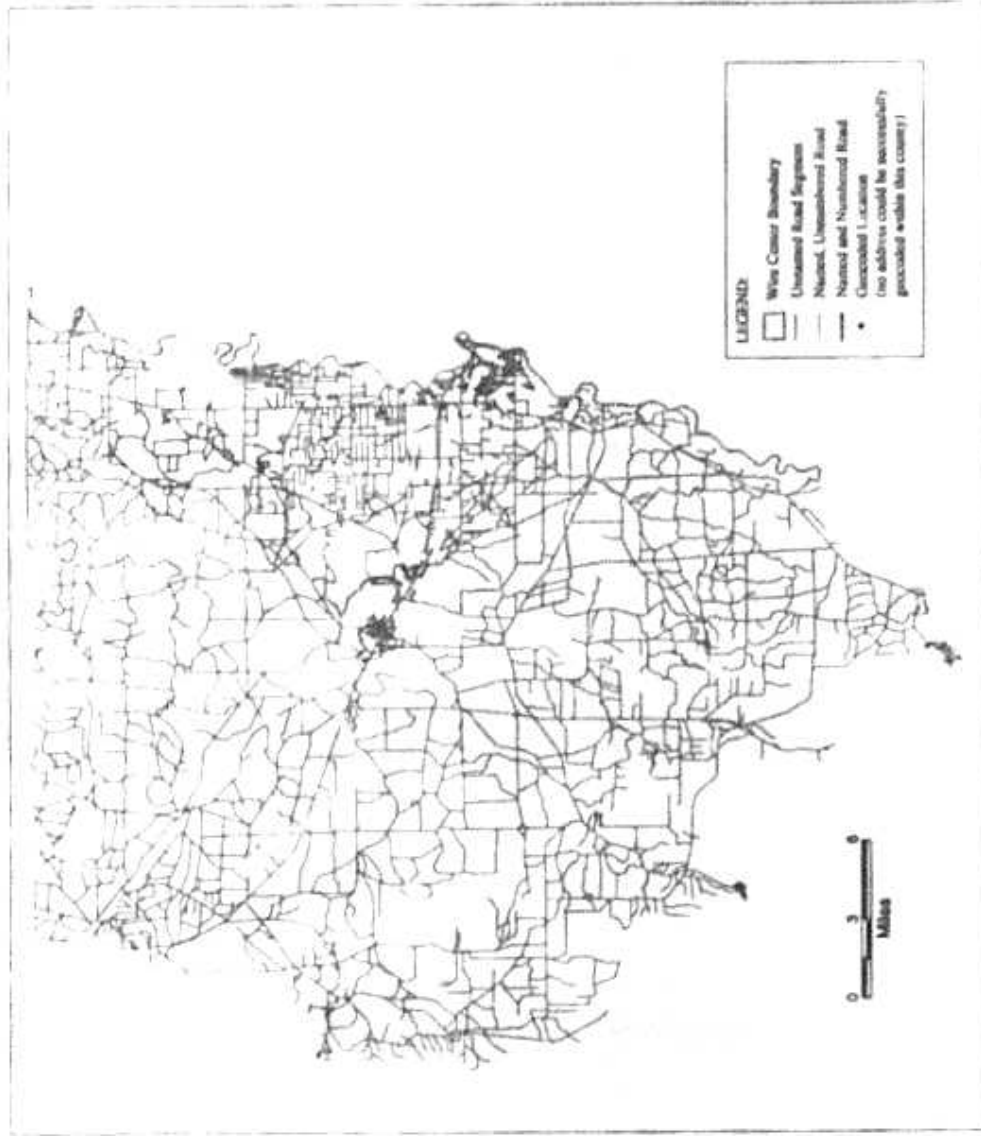 LEGEND:
Wire Center Boundary
Unnamed Road Segment
Named, Unnumbered Road
Named and Numbered Road
Geocoded Location
(no address could be successfully
geocoded within this county)
0 3 6
Miles